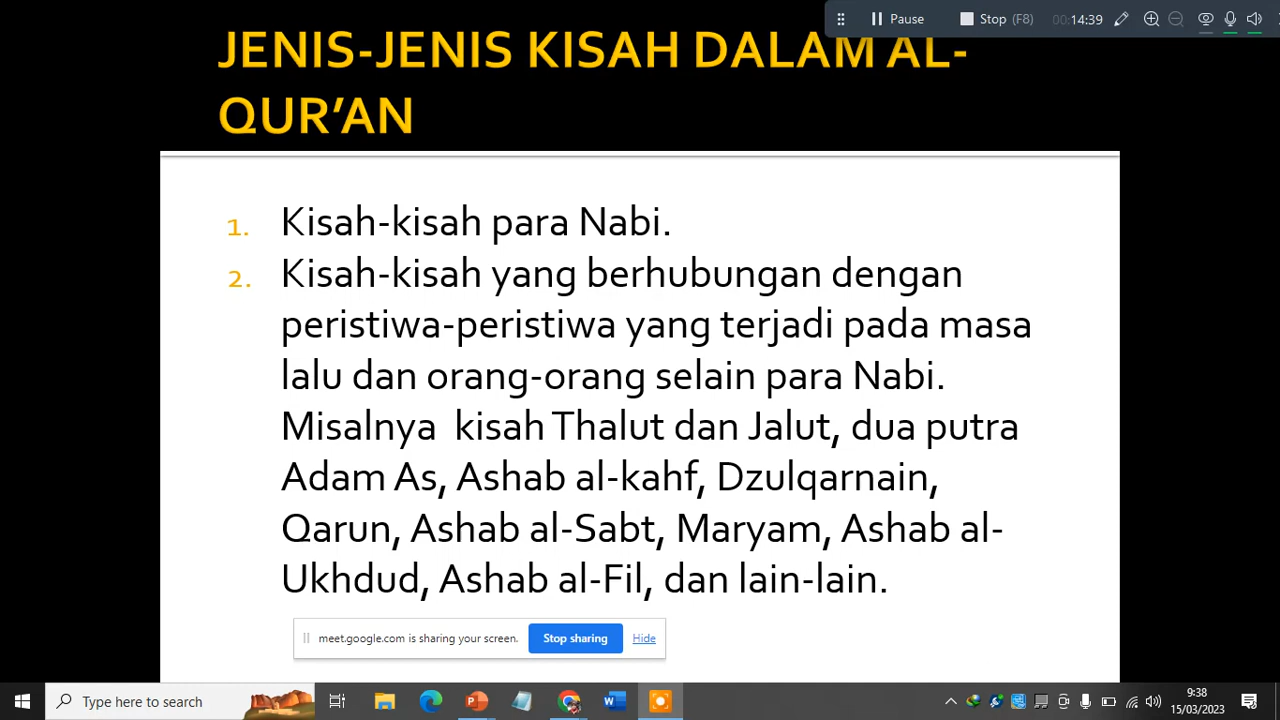 Pause
Stop (F8)
00:14:39
JENIS-JENIS KISAH DALAM AL-
QUR’AN
1. Kisah-kisah para Nabi.
2. Kisah-kisah yang berhubungan dengan
peristiwa-peristiwa yang terjadi pada masa
lalu dan orang-orang selain para Nabi.
Misalnya kisah Thalut dan Jalut, dua putra
Adam As, Ashab al-kahf, Dzulqarnain,
Qarun, Ashab al-Sabt, Maryam, Ashab al-
Ukhdud, Ashab al-Fil, dan lain-lain.
meet.google.com is sharing your screen.
Stop sharing
Hide
Type here to search
9:38
15/03/2023